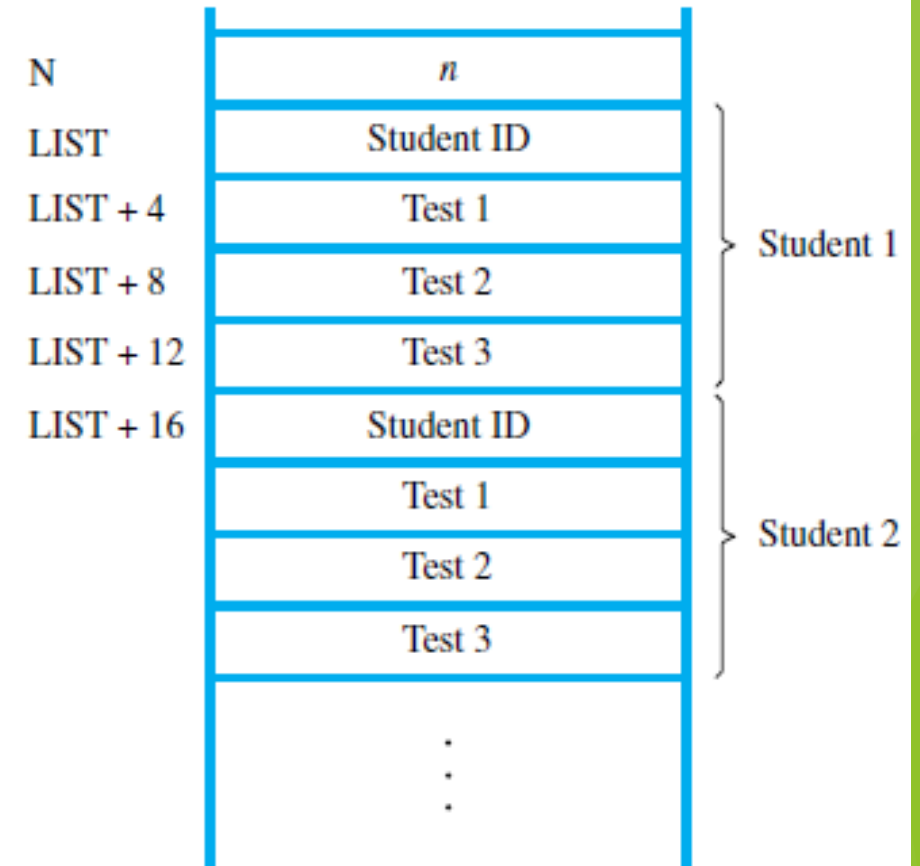 N n
LIST Student ID
LIST + 4 Test 1
LIST + 8 Test 2
Student 1
LIST + 12 Test 3
LIST + 16 Student ID
Test 1
Student 2
Test 2
Test 3